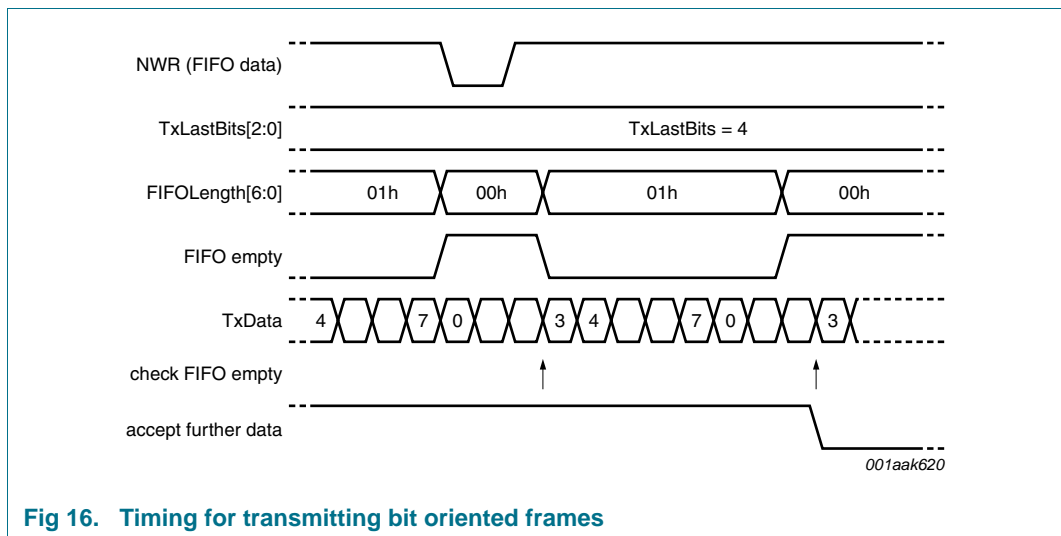 NWR (FIFO data)
TxLastBits[2:0] TxLastBits = 4
FIFOLength[6:0] 01h 00h 01h 00h
FIFO empty
TxData 4 7 0 3 4 7 0 3
check FIFO empty
accept further data
001aak620
Fig 16. Timing for transmitting bit oriented frames